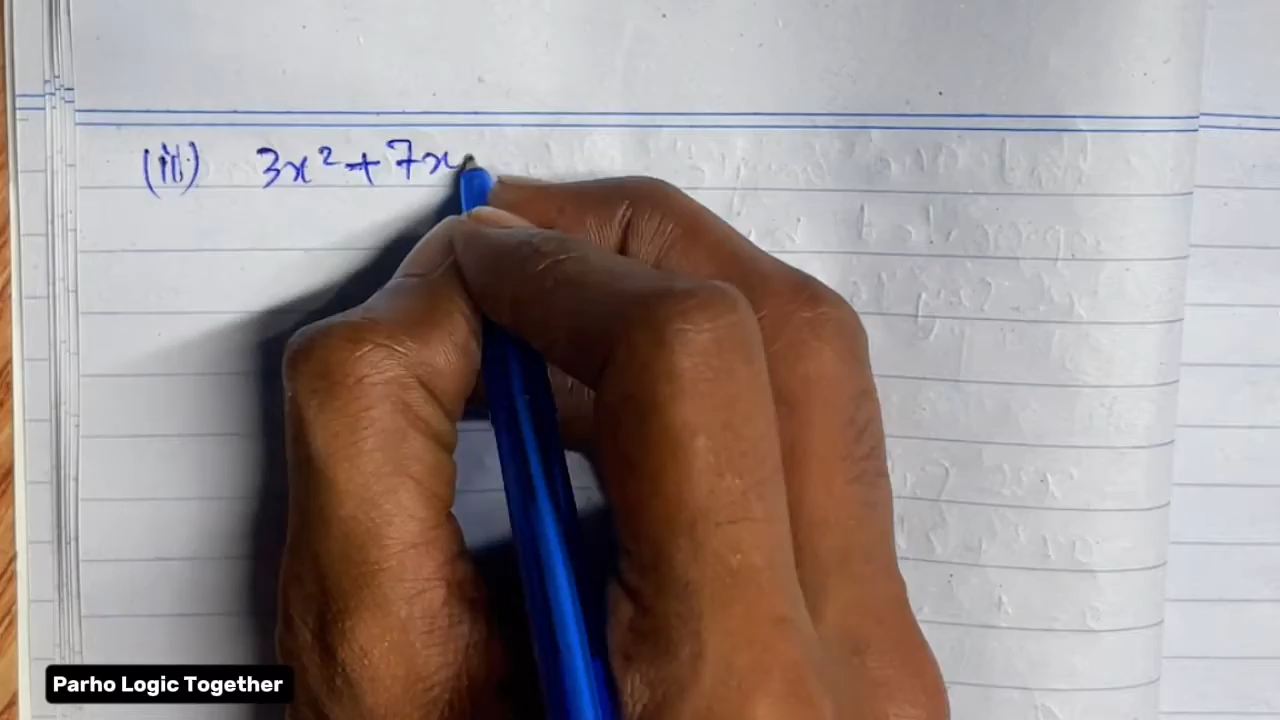 (iii) 3x² + 7x
Parho Logic Together